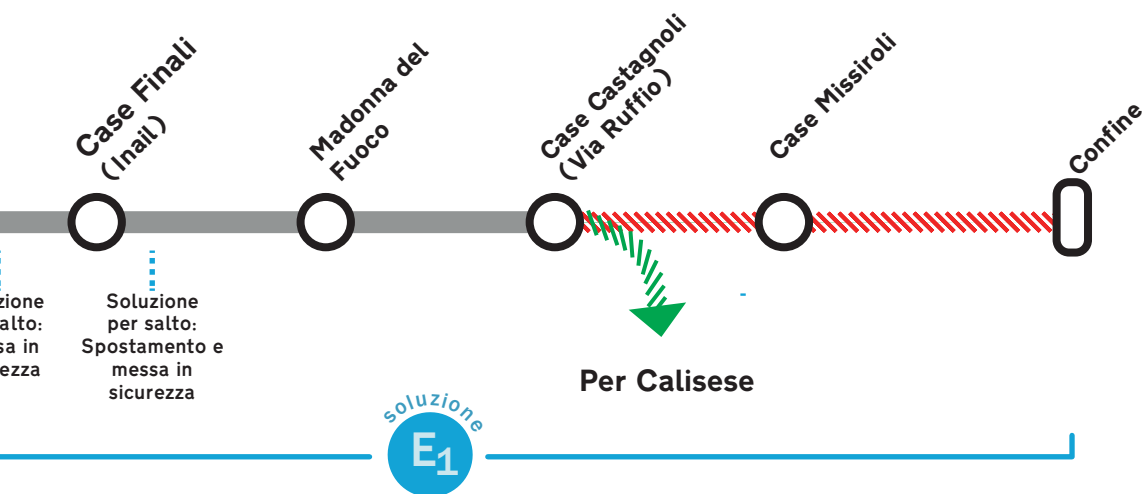 Case Finali
(Inail)
Madonna del
Fuoco
Case Castagnoli
(Via Ruffio)
Case Missiroli
Confine
Soluzione
per salto:
Spostamento e
messa in
sicurezza
Per Calisese
soluzione
E1